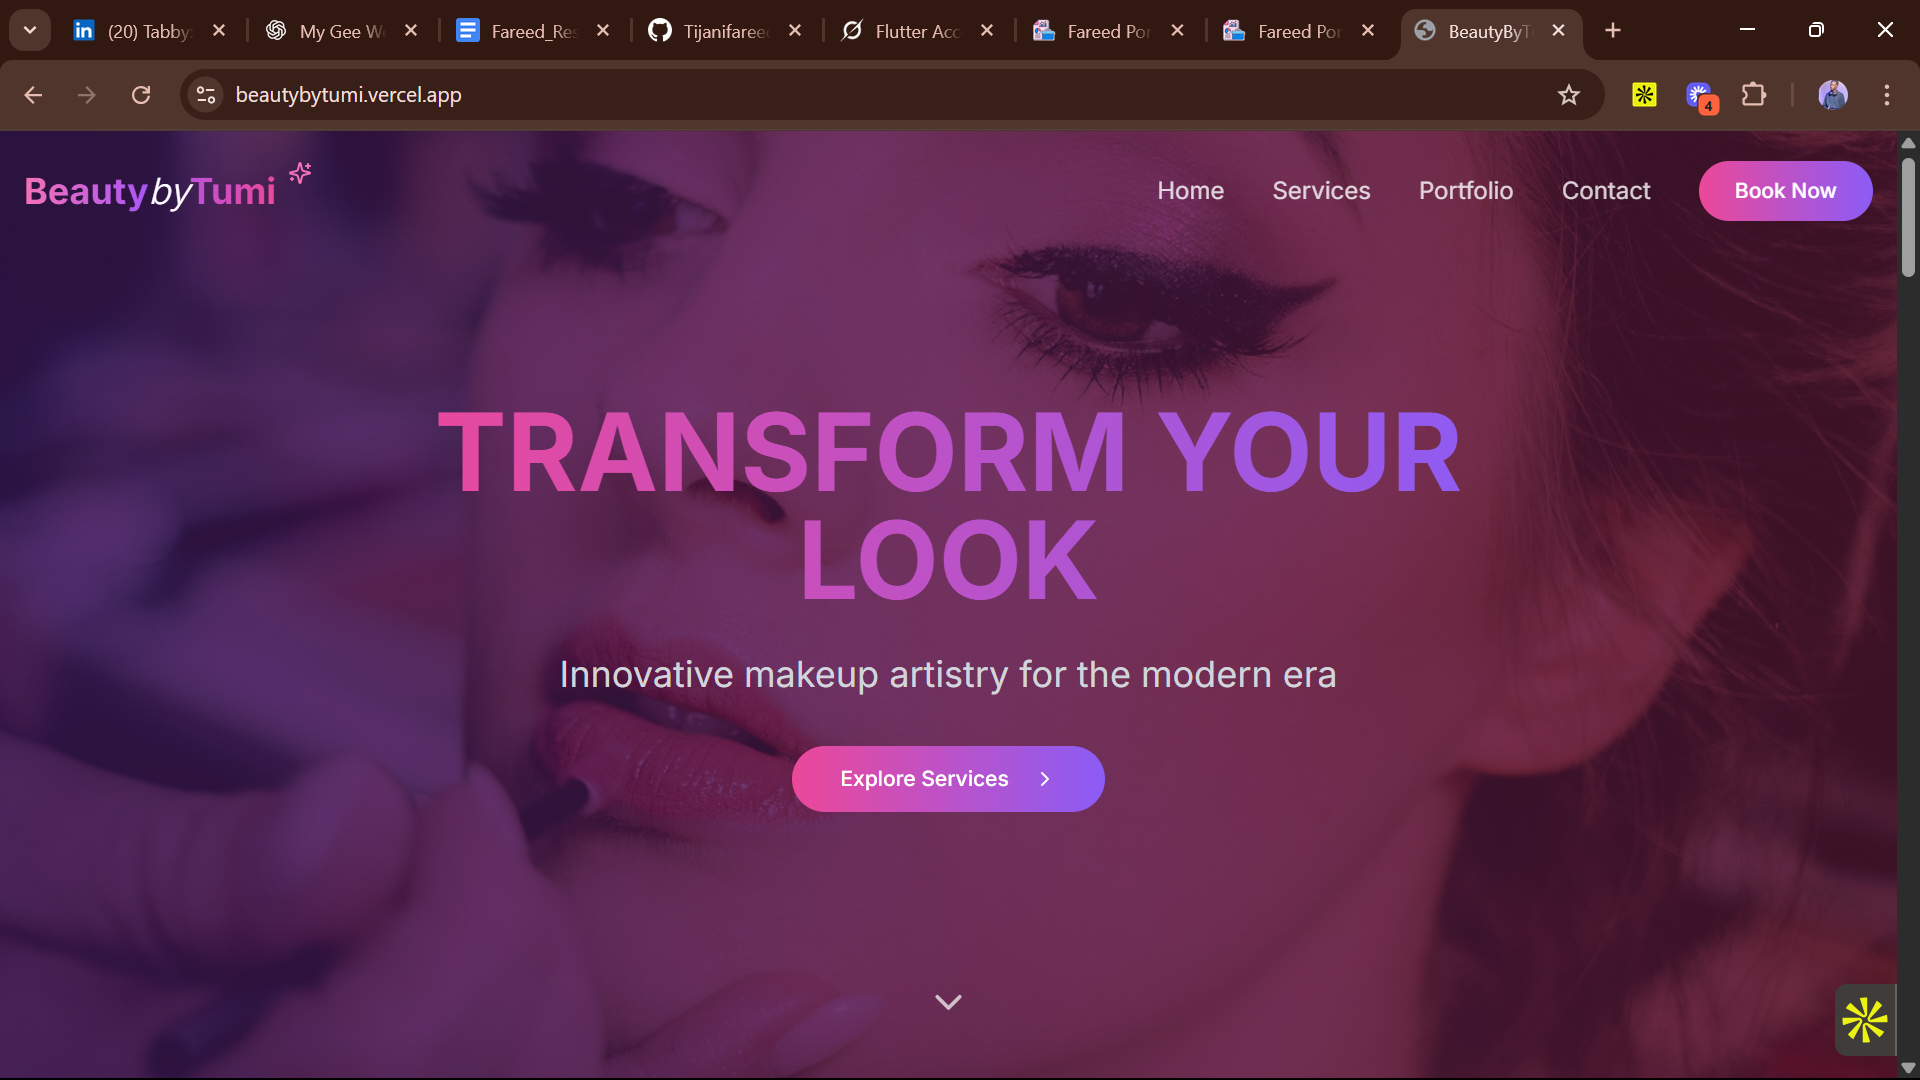 (20) Tabby
My Gee W
Fareed_Res
Tijanifareed
Flutter Acc
Fareed Por
Fareed Por
BeautyByT
beautybytumi.vercel.app
4
BeautybyTumi
Home
Services
Portfolio
Contact
Book Now
TRANSFORM YOUR
LOOK
Innovative makeup artistry for the modern era
Explore Services